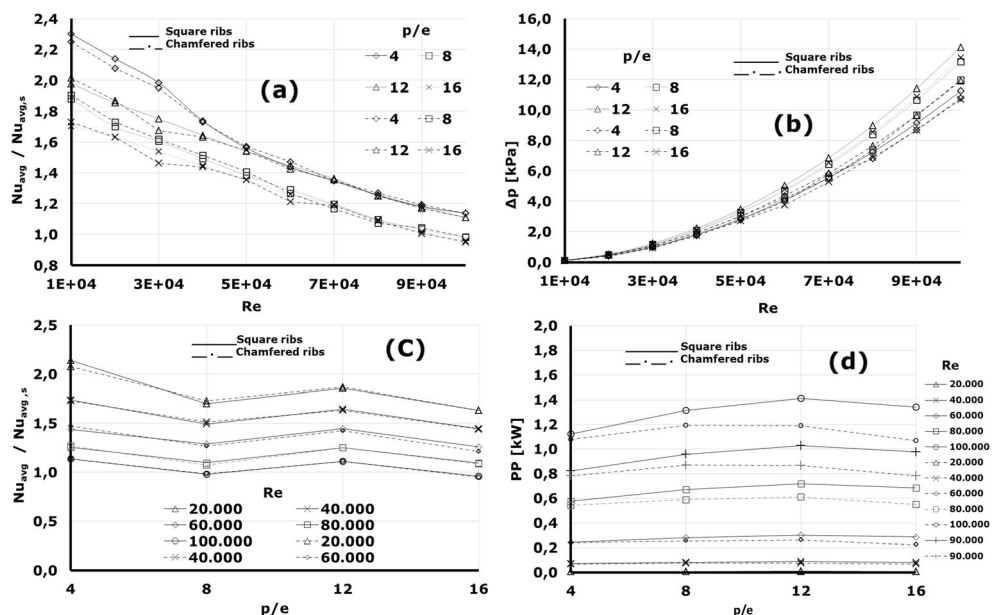 2,4
2,2
2,0
1,8
1,6
1,4
1,2
1,0
0,8
Nu avg / Nu avg,s
Square ribs
Chamfered ribs
p/e
4 8
12 16
4 8
12 16
(a)
1E+04 3E+04 5E+04 7E+04 9E+04
Re
16,0
14,0
12,0
10,0
8,0
6,0
4,0
2,0
0,0
Δp [kPa]
p/e
Square ribs
Chamfered ribs
4 8
12 16
4 8
12 16
(b)
1E+04 3E+04 5E+04 7E+04 9E+04
Re
2,5
2,0
1,5
1,0
0,5
0,0
Nu avg / Nu avg,s
Square ribs
Chamfered ribs
(C)
Re
20.000 40.000
60.000 80.000
100.000 20.000
40.000 60.000
4 8 12 16
p/e
2,0
1,8
1,6
1,4
1,2
1,0
0,8
0,6
0,4
0,2
0,0
PP [kW]
Square ribs
Chamfered ribs
(d)
Re
20.000
40.000
60.000
80.000
100.000
20.000
40.000
60.000
80.000
100.000
90.000
90.000
4 8 12 16
p/e